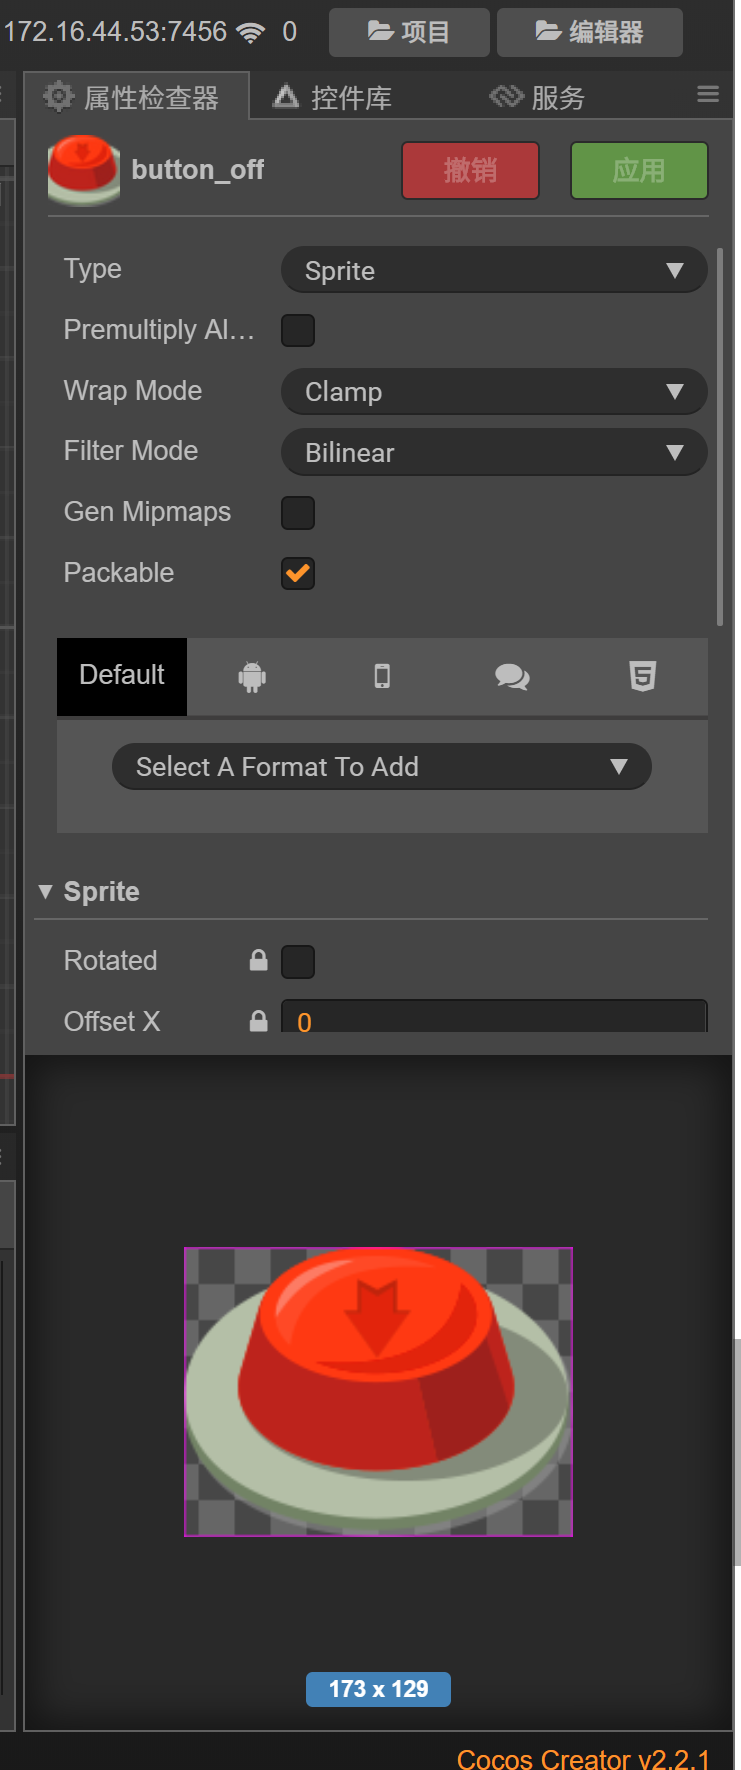 172.16.44.53:7456 0 项目 编辑器
属性检查器 控件库 服务
button_off 撤销 应用
Type Sprite
Premultiply Al...
Wrap Mode Clamp
Filter Mode Bilinear
Gen Mipmaps
Packable
Default
Select A Format To Add
Sprite
Rotated
Offset X 0
173 x 129
Cocos Creator v2.2.1